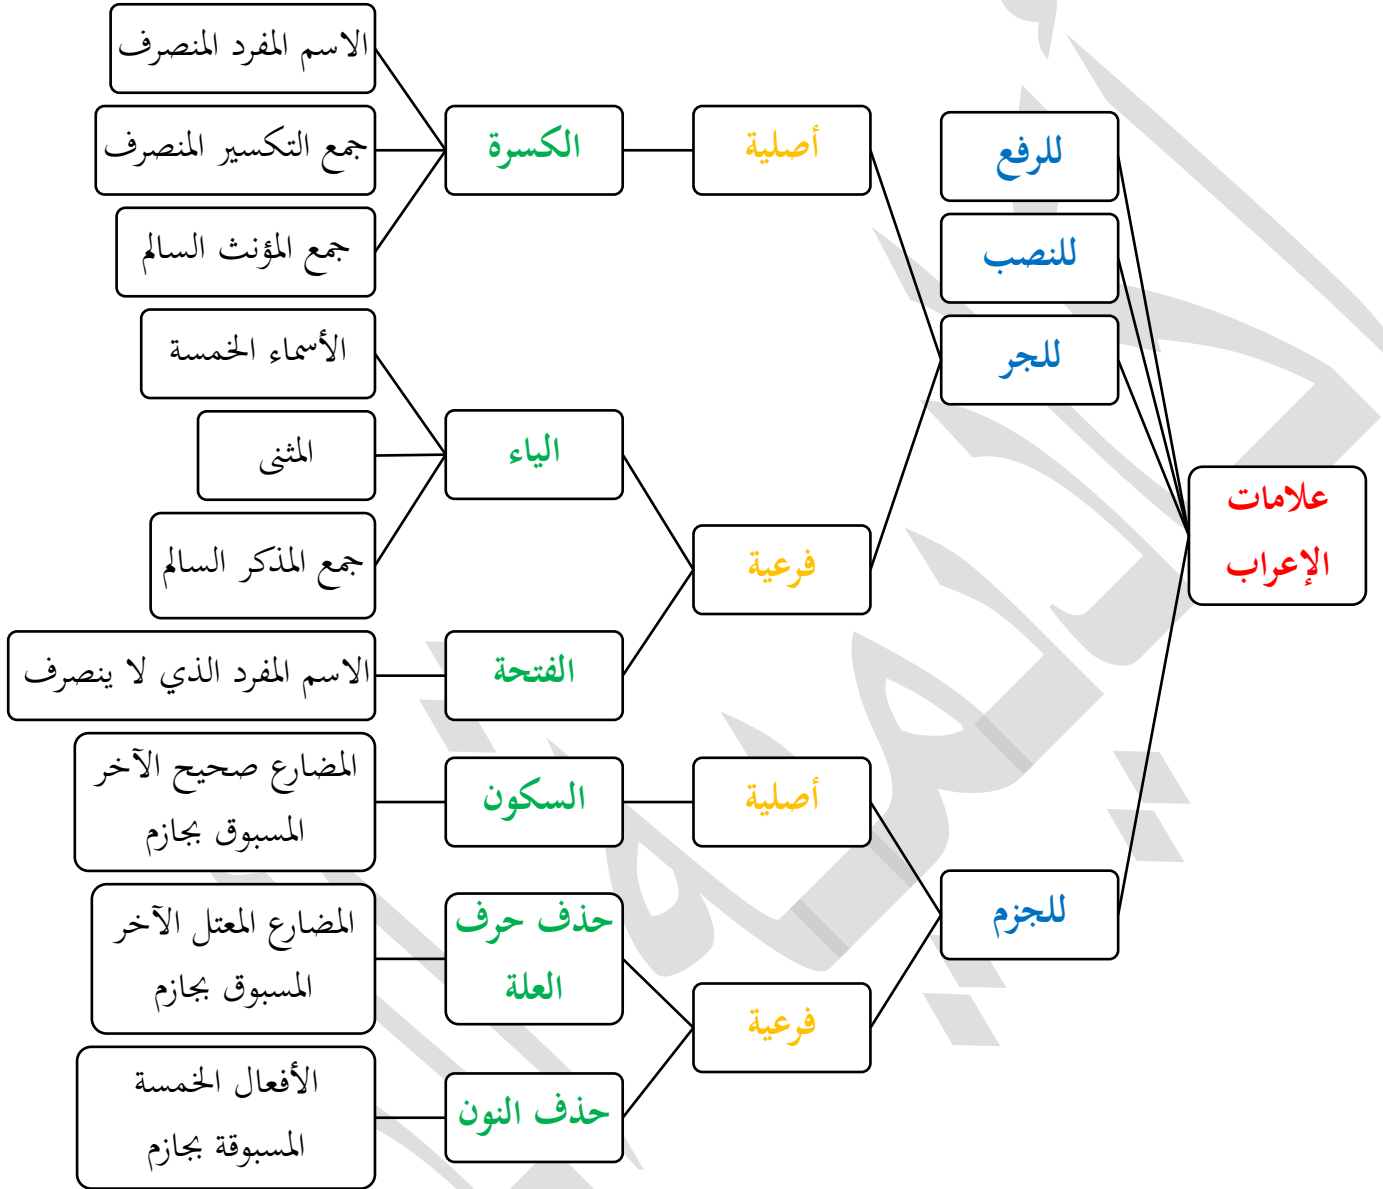 علامات
الإعراب
للرفع
للنصب
للجر
أصلية
الكسرة
الاسم المفرد المنصرف
جمع التكسير المنصرف
جمع المؤنث السالم
فرعية
الياء
الأسماء الخمسة
المثنى
جمع المذكر السالم
الفتحة
الاسم المفرد الذي لا ينصرف
للجزم
أصلية
السكون
المضارع صحيح الآخر
المسبوق بجازم
فرعية
حذف حرف
العلة
المضارع المعتل الآخر
المسبوق بجازم
حذف النون
الأفعال الخمسة
المسبوقة بجازم